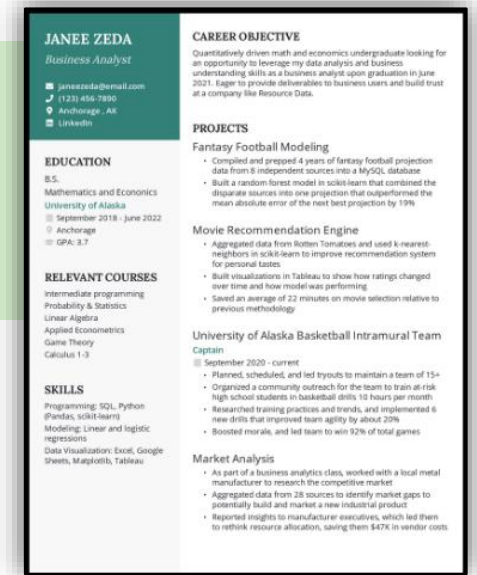 JANEE ZEDA
Business Analyst
janeezeda@email.com
(123) 456-7890
Anchorage , AK
LinkedIn
EDUCATION
B.S.
Mathematics and Econonics
University of Alaska
September 2018 - June 2022
Anchorage
GPA: 3.7
RELEVANT COURSES
Intermediate programming
Probability & Statistics
Linear Algebra
Applied Econometrics
Game Theory
Calculus 1-3
SKILLS
Programming: SQL, Python
(Pandas, scikit-learn)
Modeling: Linear and logistic
regressions
Data Visualization: Excel, Google
Sheets, Matplotlib, Tableau
CAREER OBJECTIVE
Quantitatively driven math and economics undergraduate looking for
an opportunity to leverage my data analysis and business
understanding skills as a business analyst upon graduation in June
2021. Eager to provide deliverables to business users and build trust
at a company like Resource Data.
PROJECTS
Fantasy Football Modeling
• Compiled and prepped 4 years of fantasy football projection
data from 8 independent sources into a MySQL database
• Built a random forest model in scikit-learn that combined the
disparate sources into one projection that outperformed the
mean absolute error of the next best projection by 19%
Movie Recommendation Engine
• Aggregated data from Rotten Tomatoes and used k-nearest-
neighbors in scikit-learn to improve recommendation system
for personal tastes
• Built visualizations in Tableau to show how ratings changed
over time and how model was performing
• Saved an average of 22 minutes on movie selection relative to
previous methodology
University of Alaska Basketball Intramural Team
Captain
September 2020 - current
• Planned, scheduled, and led tryouts to maintain a team of 15+
• Organized a community outreach for the team to train at-risk
high school students in basketball drills 10 hours per month
• Researched training practices and trends, and implemented 6
new drills that improved team agility by about 20%
• Boosted morale, and led team to win 92% of total games
Market Analysis
• As part of a business analytics class, worked with a local metal
manufacturer to research the competitive market
• Aggregated data from 28 sources to identify market gaps to
potentially build and market a new industrial product
• Reported insights to manufacturer executives, which led them
to rethink resource allocation, saving them $47K in vendor costs